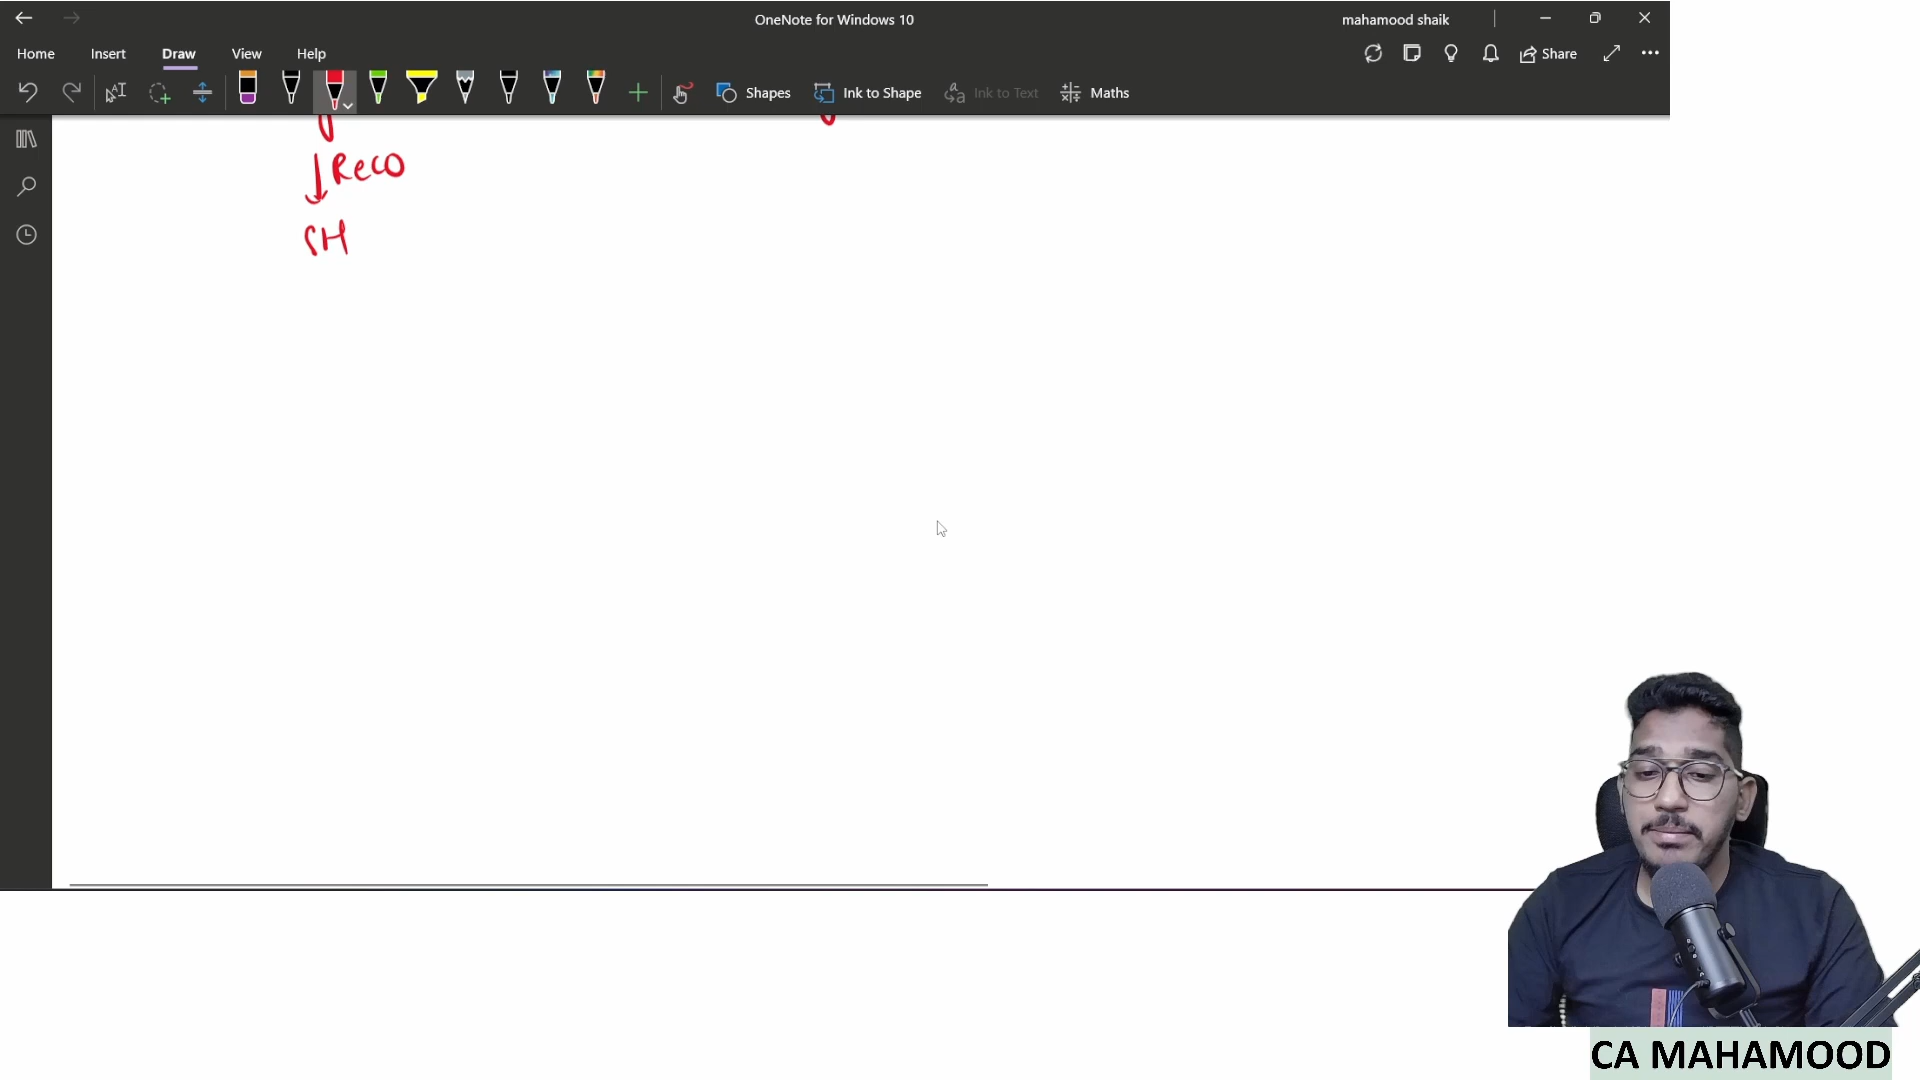 OneNote for Windows 10
mahamood shaik
Home Insert Draw View Help
Share
Shapes Ink to Shape Ink to Text Maths
Reco
SH
CA MAHAMOOD